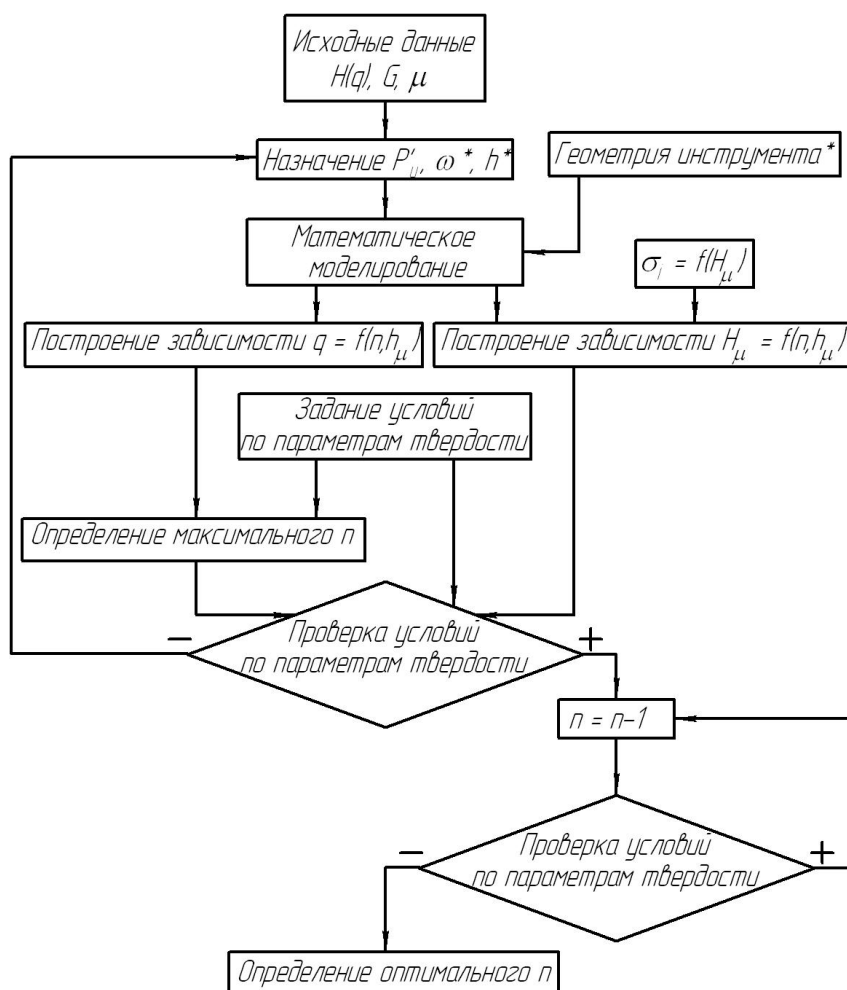 Исходные данные
H(q), G, μ
Назначение P'и, ω*, h*
Геометрия инструмента*
Математическое
моделирование
σi = f(Hμ)
Построение зависимости q = f(n,hμ)
Построение зависимости Hμ = f(n,hμ)
Задание условий
по параметрам твердости
Определение максимального n
− Проверка условий +
по параметрам твердости
n = n-1
− Проверка условий +
по параметрам твердости
Определение оптимального n